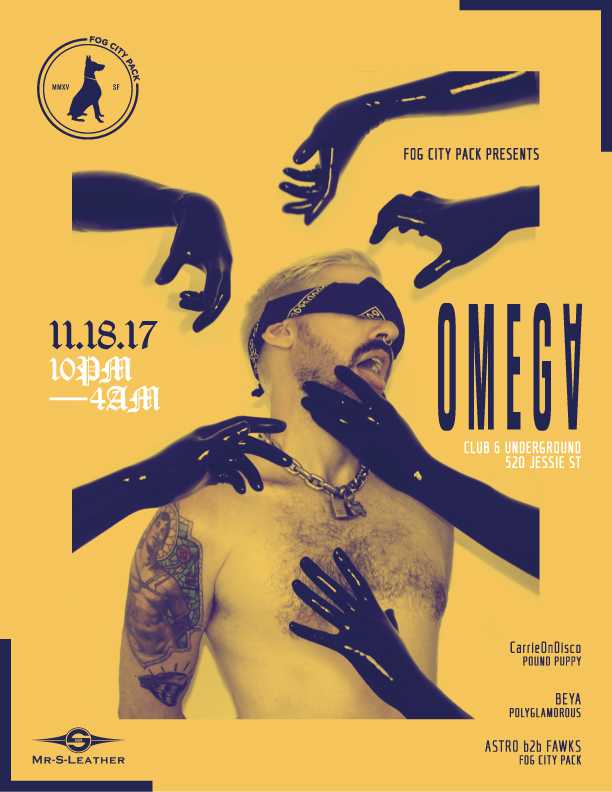 FOG CITY PACK
MMXV
SF
FOG CITY PACK PRESENTS
11.18.17
10PM
—4AM
OMEGA
CLUB 6 UNDERGROUND
520 JESSIE ST
CarrieOnDisco
POUND PUPPY
BEYA
POLYGLAMOROUS
ASTRO b2b FAWKS
FOG CITY PACK
MR-S-LEATHER